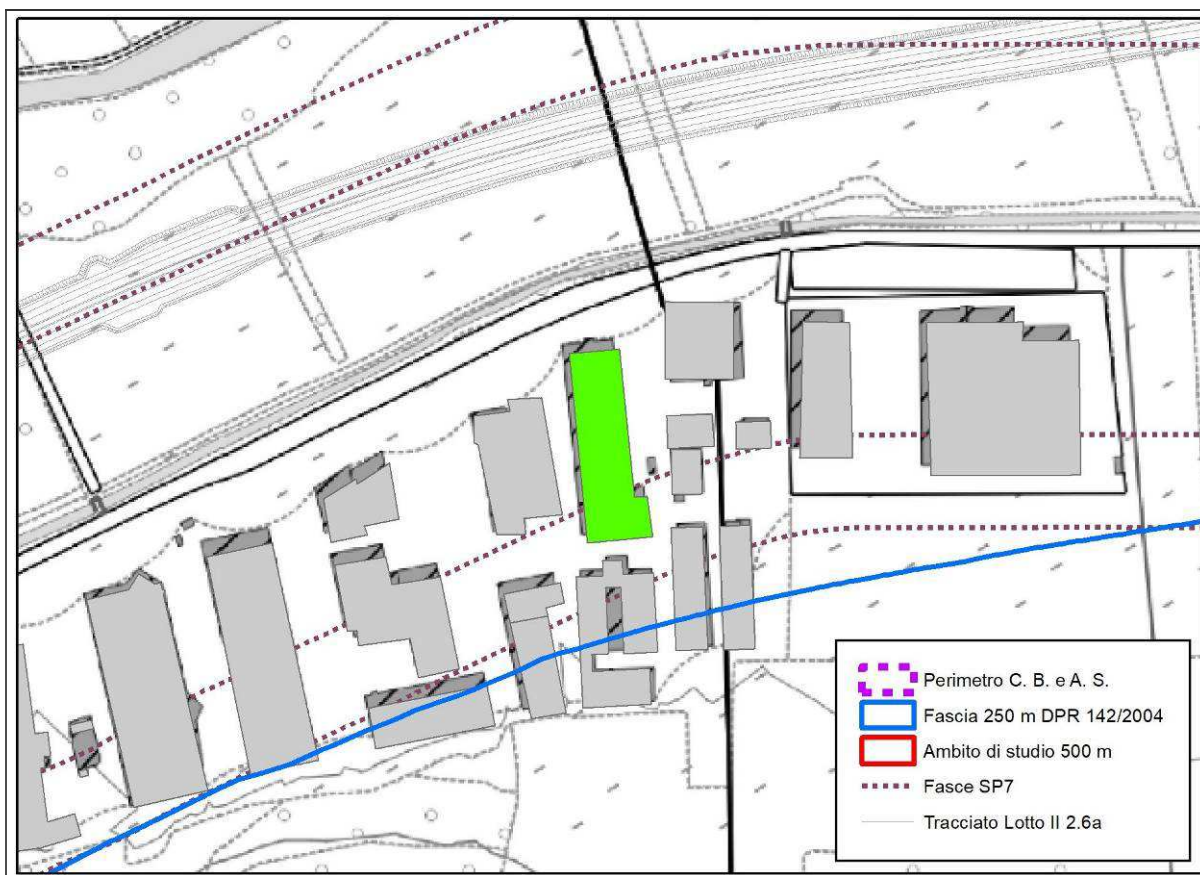 Perimetro C. B. e A. S.
Fascia 250 m DPR 142/2004
Ambito di studio 500 m
Fasce SP7
Tracciato Lotto II 2.6a